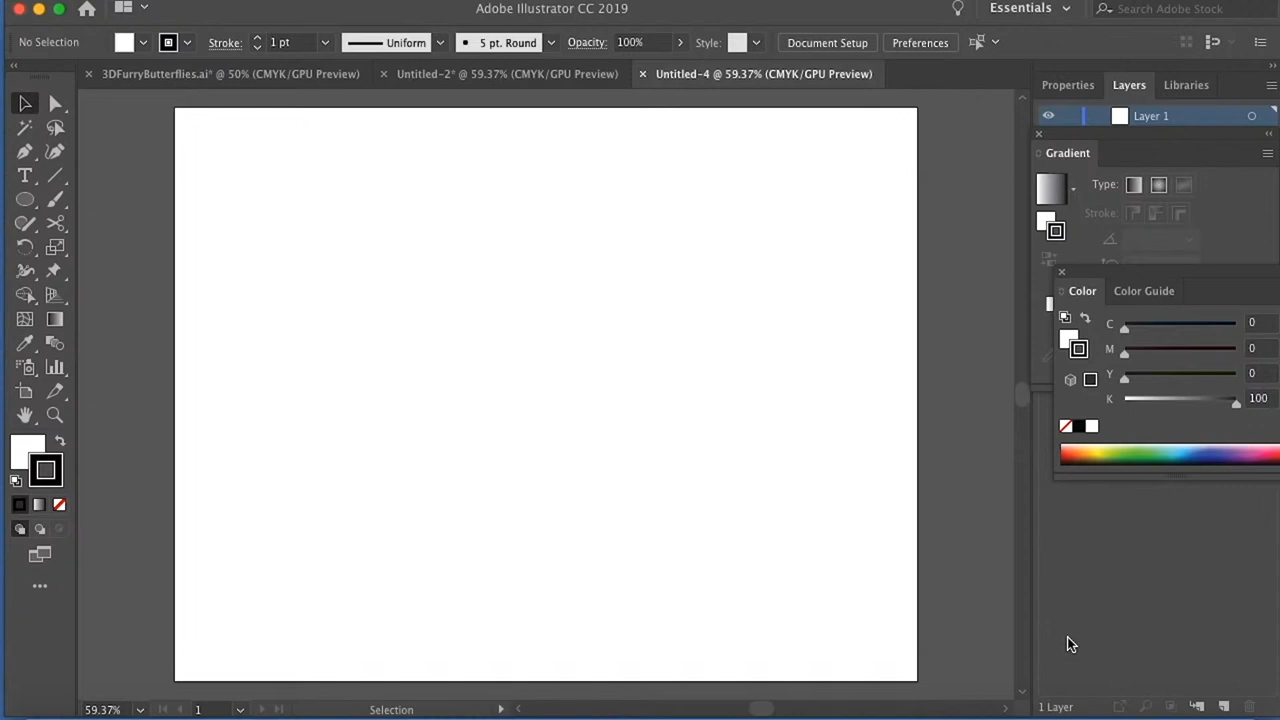 Adobe Illustrator CC 2019
Essentials
Search Adobe Stock
No Selection
Stroke: 1 pt
Uniform
5 pt. Round
Opacity: 100%
Style:
Document Setup
Preferences
3DFurryButterflies.ai* @ 50% (CMYK/GPU Preview)
Untitled-2* @ 59.37% (CMYK/GPU Preview)
Untitled-4 @ 59.37% (CMYK/GPU Preview)
Properties
Layers
Libraries
Layer 1
Gradient
Type:
Stroke:
Color
Color Guide
C 0
M 0
Y 0
K 100
59.37%
1
Selection
1 Layer